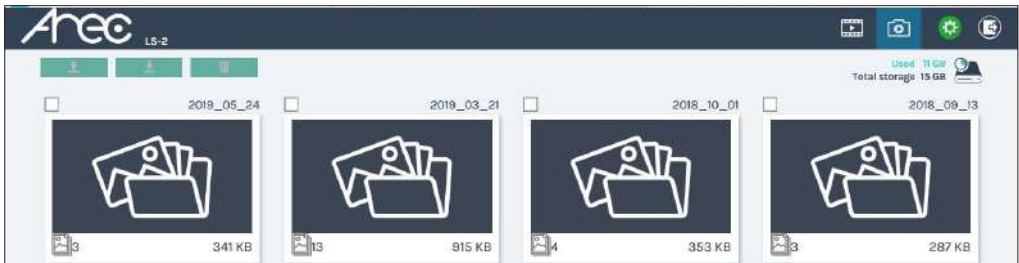 Arec LS-2
Used 11 GB
Total storage 15 GB
2019_05_24
2019_03_21
2018_10_01
2018_09_13
3 341 KB
13 915 KB
4 353 KB
3 287 KB